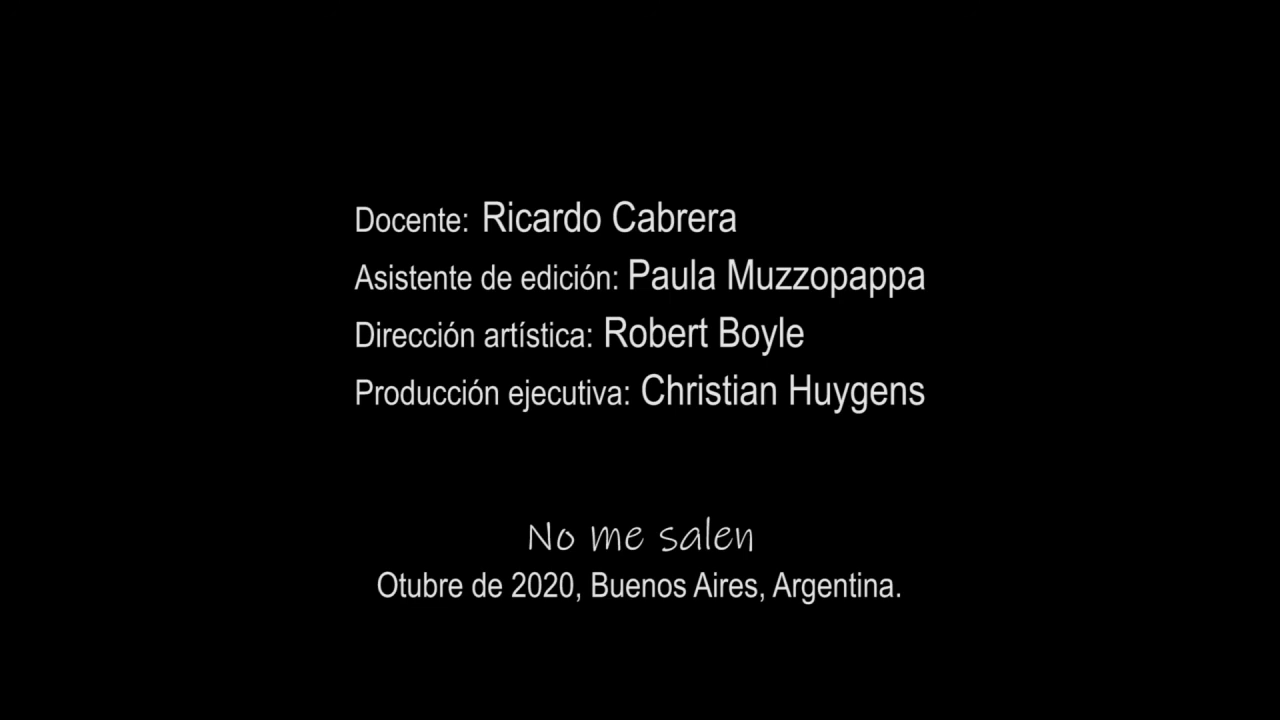 Docente: Ricardo Cabrera
Asistente de edición: Paula Muzzopappa
Dirección artística: Robert Boyle
Producción ejecutiva: Christian Huygens
No me salen
Otubre de 2020, Buenos Aires, Argentina.